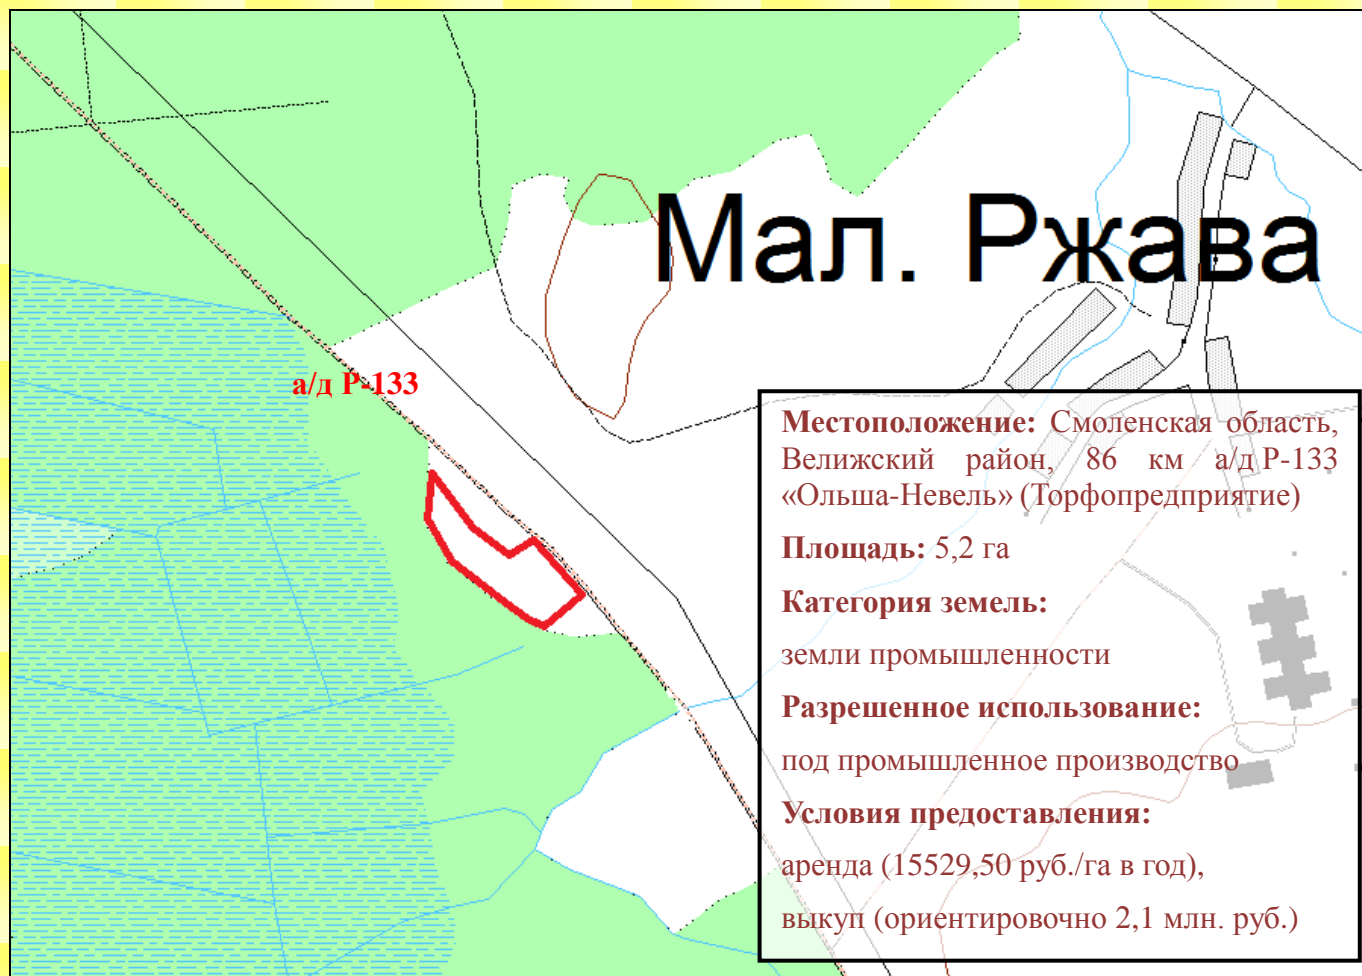 Мал. Ржава
а/д Р-133
Местоположение: Смоленская область,
Велижский район, 86 км а/д Р-133
«Ольша-Невель» (Торфопредприятие)
Площадь: 5,2 га
Категория земель:
земли промышленности
Разрешенное использование:
под промышленное производство
Условия предоставления:
аренда (15529,50 руб./га в год),
выкуп (ориентировочно 2,1 млн. руб.)